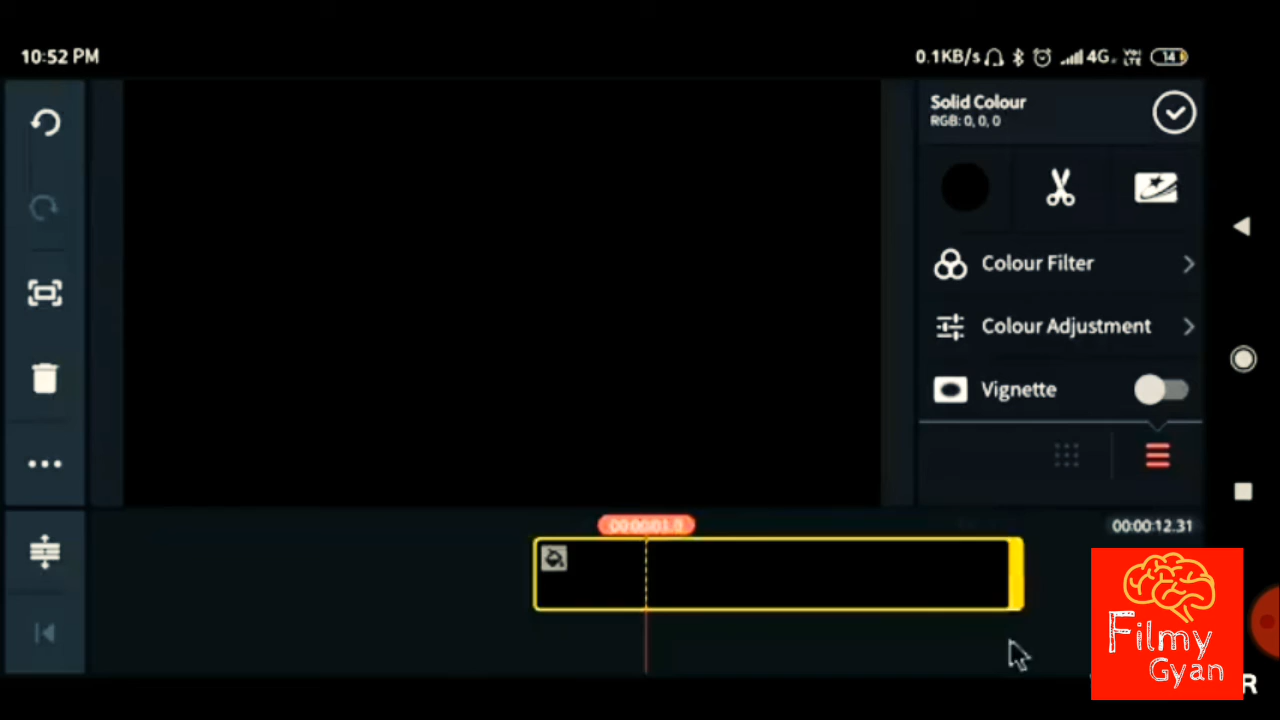 10:52 PM
0.1KB/s 4G 14
Solid Colour
RGB: 0, 0, 0
Colour Filter
Colour Adjustment
Vignette
00:00:12.31
Filmy
Gyan
R